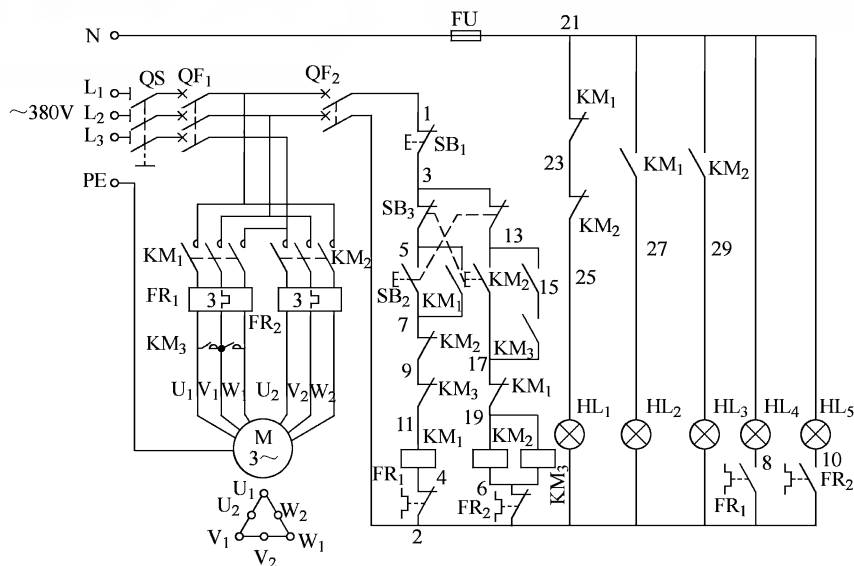 N FU 21
L₁ QS QF₁ QF₂
~380V L₂ 1 KM₁
L₃ SB₁
23
PE 3 KM₁ KM₂
SB₃ KM₂
5 13 27 29
KM₁ KM₂ 25
SB₂ KM₁ KM₂ 15
FR₁ 3 3
FR₂ 7
KM₃ KM₂ KM₃
9 17
U₁ V₁ W₁ U₂ V₂ W₂ KM₃ KM₁
11 19 HL₁ HL₂ HL₃ HL₄ HL₅
M KM₁ KM₂
3~ FR₁ 4 6 KM₃ 8 10
U₁ FR₂ FR₁ FR₂
U₂ W₂
V₁ W₁ 2
V₂